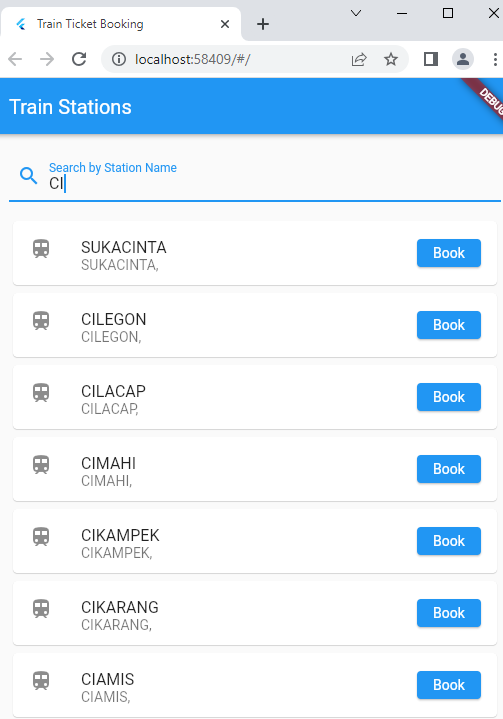 Train Ticket Booking
localhost:58409/#/
Train Stations
DEBUG
Search by Station Name
CI
SUKACINTA
SUKACINTA,
Book
CILEGON
CILEGON,
Book
CILACAP
CILACAP,
Book
CIMAHI
CIMAHI,
Book
CIKAMPEK
CIKAMPEK,
Book
CIKARANG
CIKARANG,
Book
CIAMIS
CIAMIS,
Book